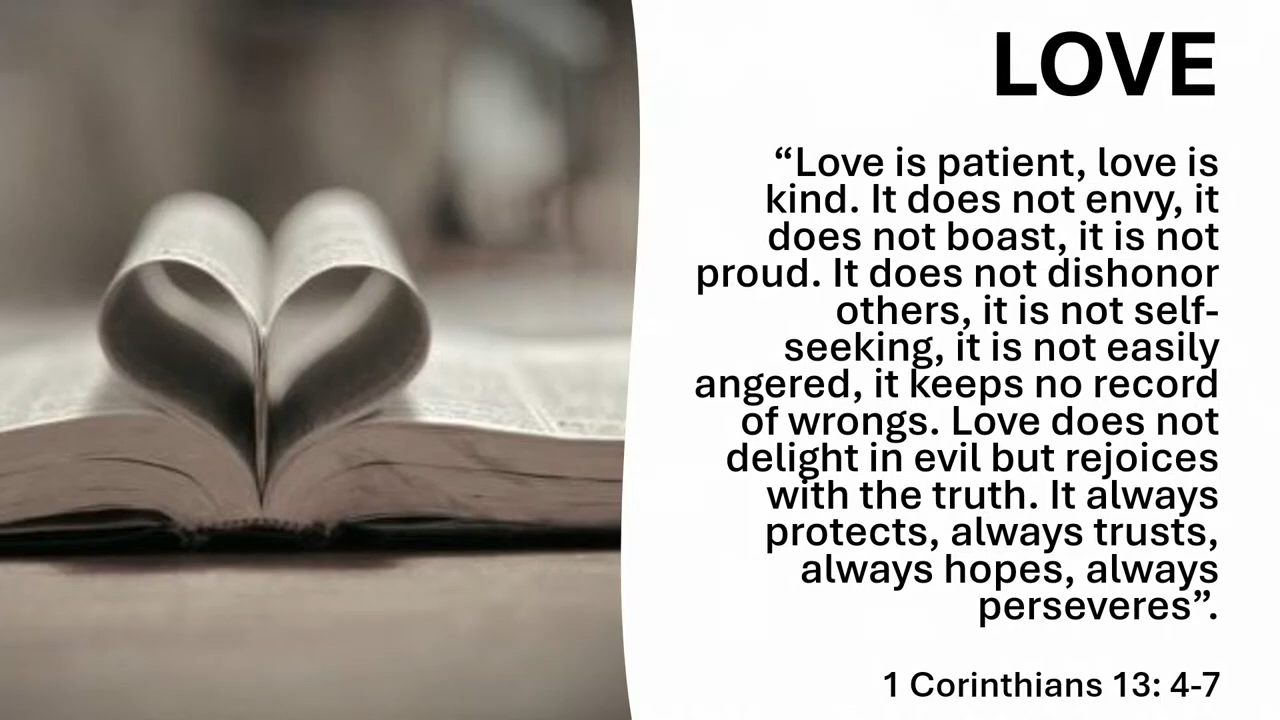 LOVE
“Love is patient, love is
kind. It does not envy, it
does not boast, it is not
proud. It does not dishonor
others, it is not self-
seeking, it is not easily
angered, it keeps no record
of wrongs. Love does not
delight in evil but rejoices
with the truth. It always
protects, always trusts,
always hopes, always
perseveres”.
1 Corinthians 13: 4-7